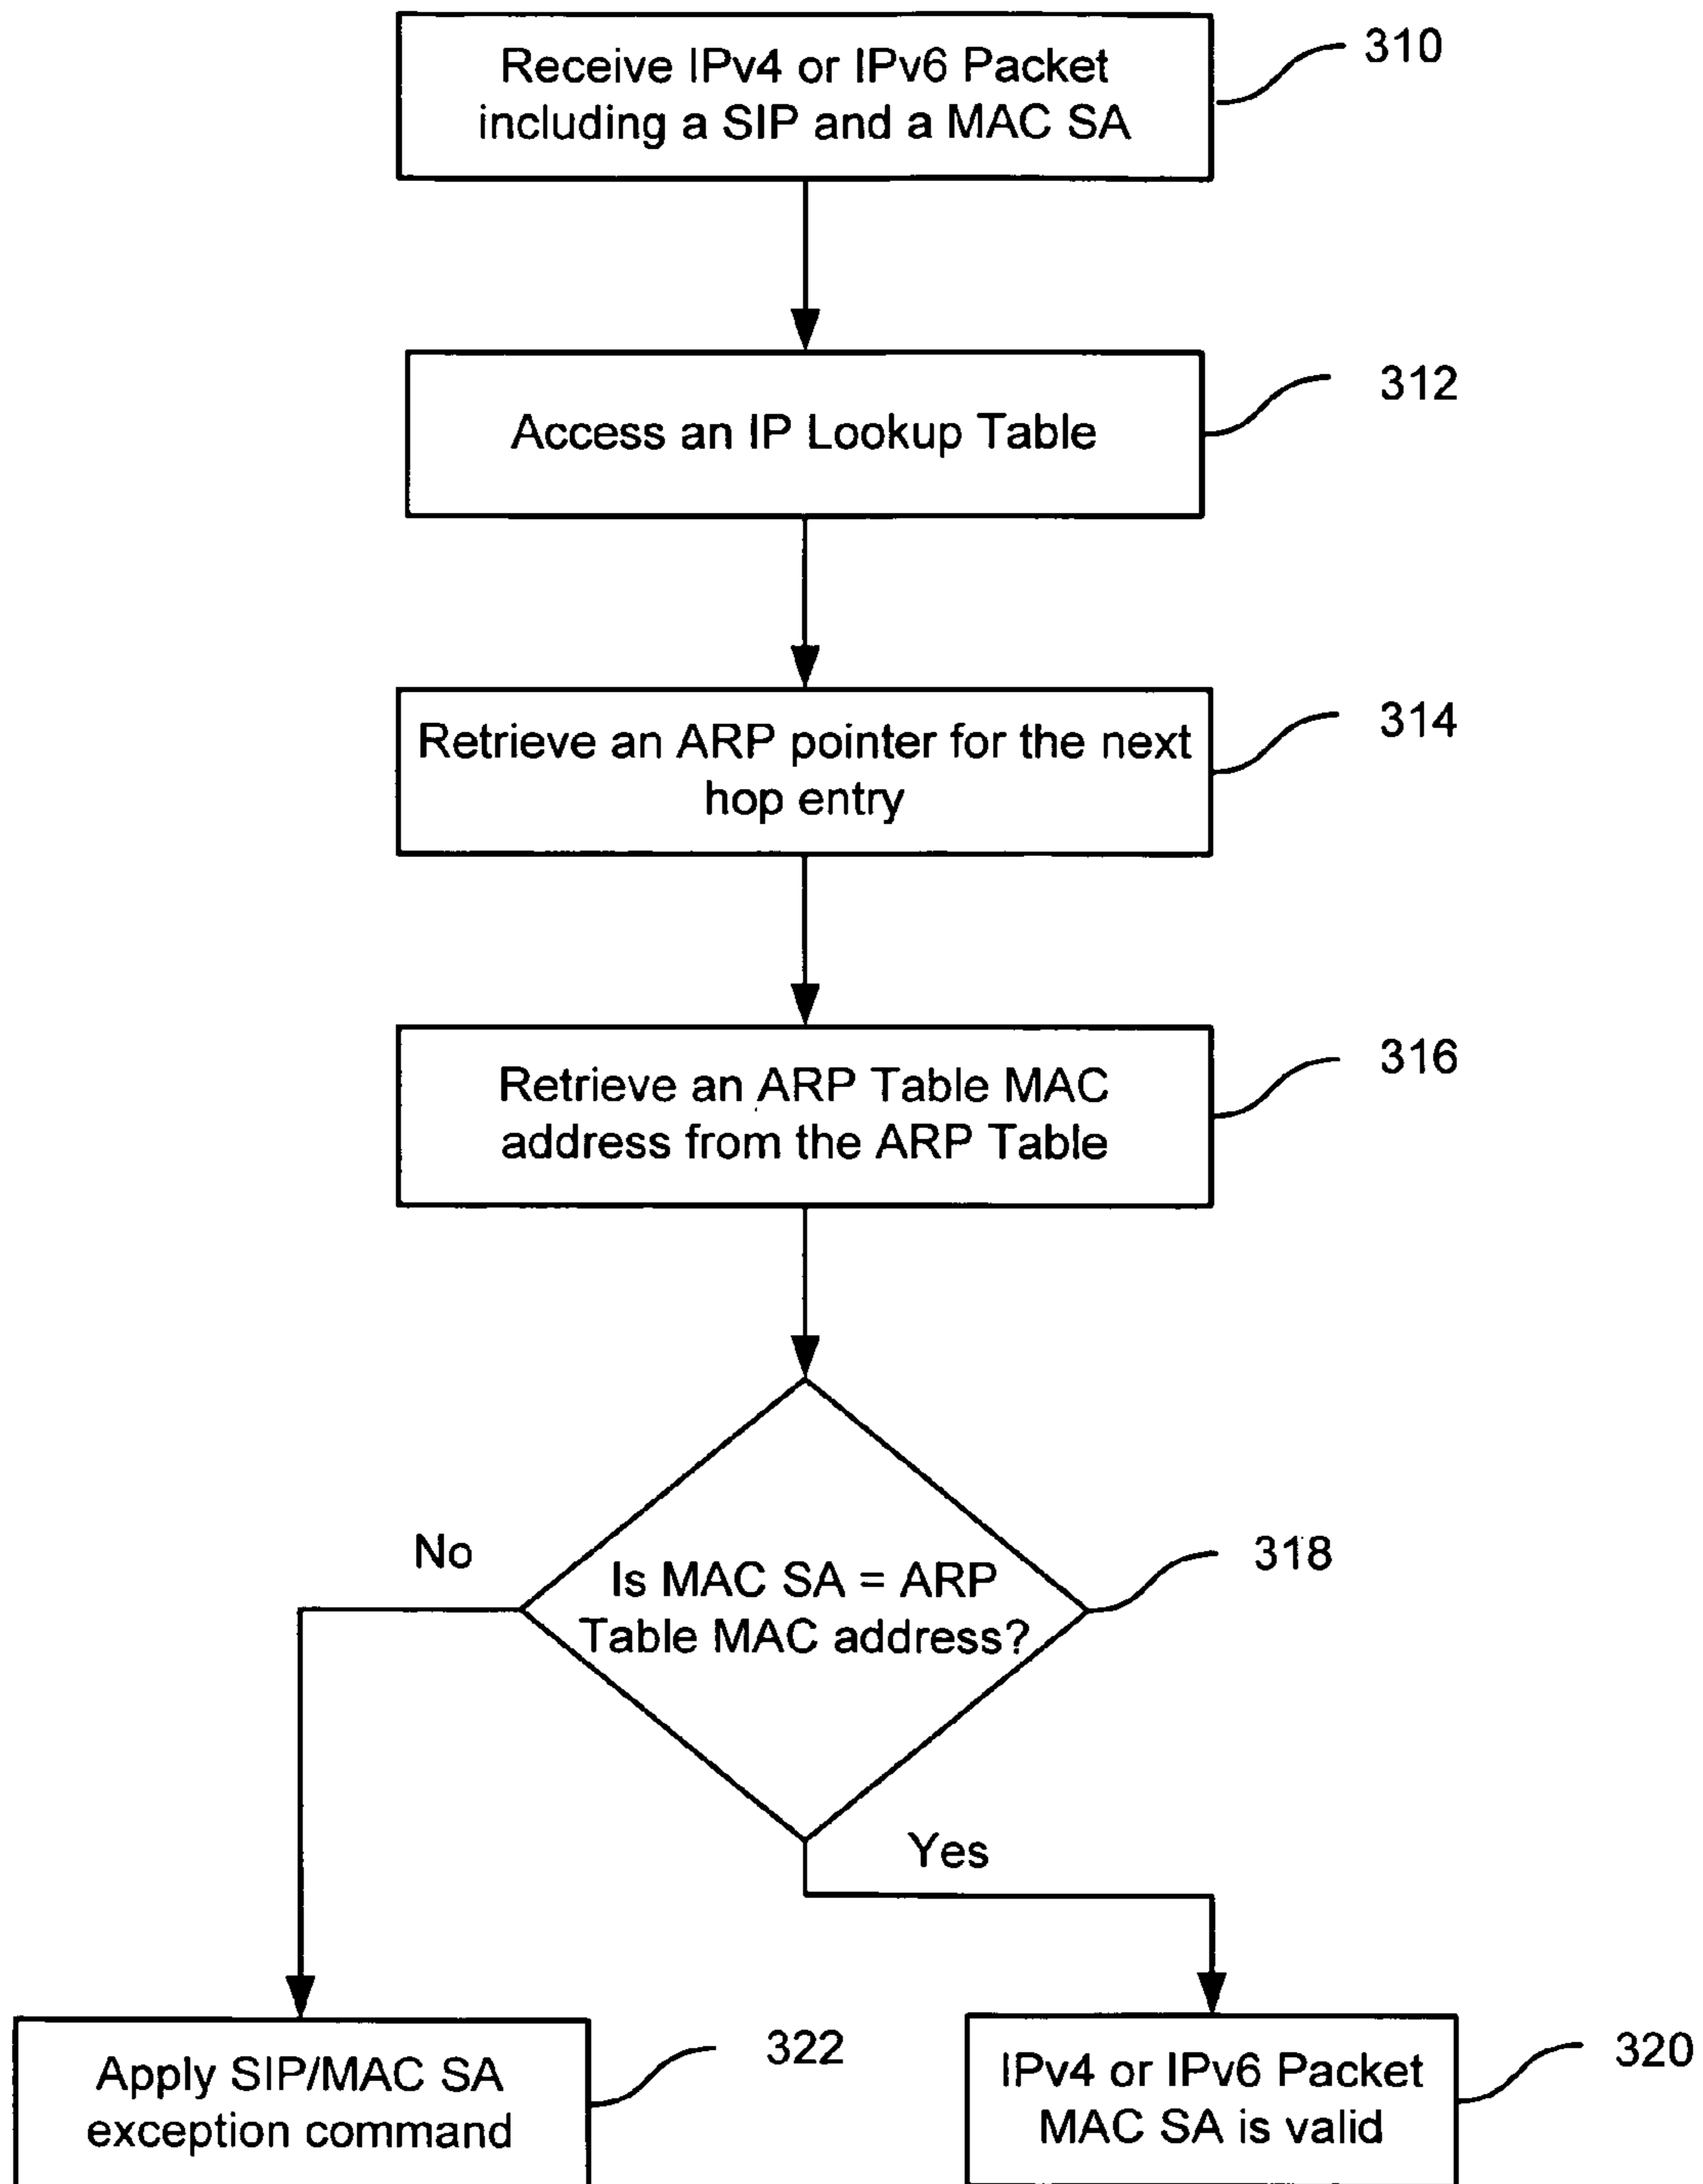 Receive IPv4 or IPv6 Packet
including a SIP and a MAC SA
310
Access an IP Lookup Table
312
Retrieve an ARP pointer for the next
hop entry
314
Retrieve an ARP Table MAC
address from the ARP Table
316
Is MAC SA = ARP
Table MAC address?
318
No
Yes
Apply SIP/MAC SA
exception command
322
IPv4 or IPv6 Packet
MAC SA is valid
320